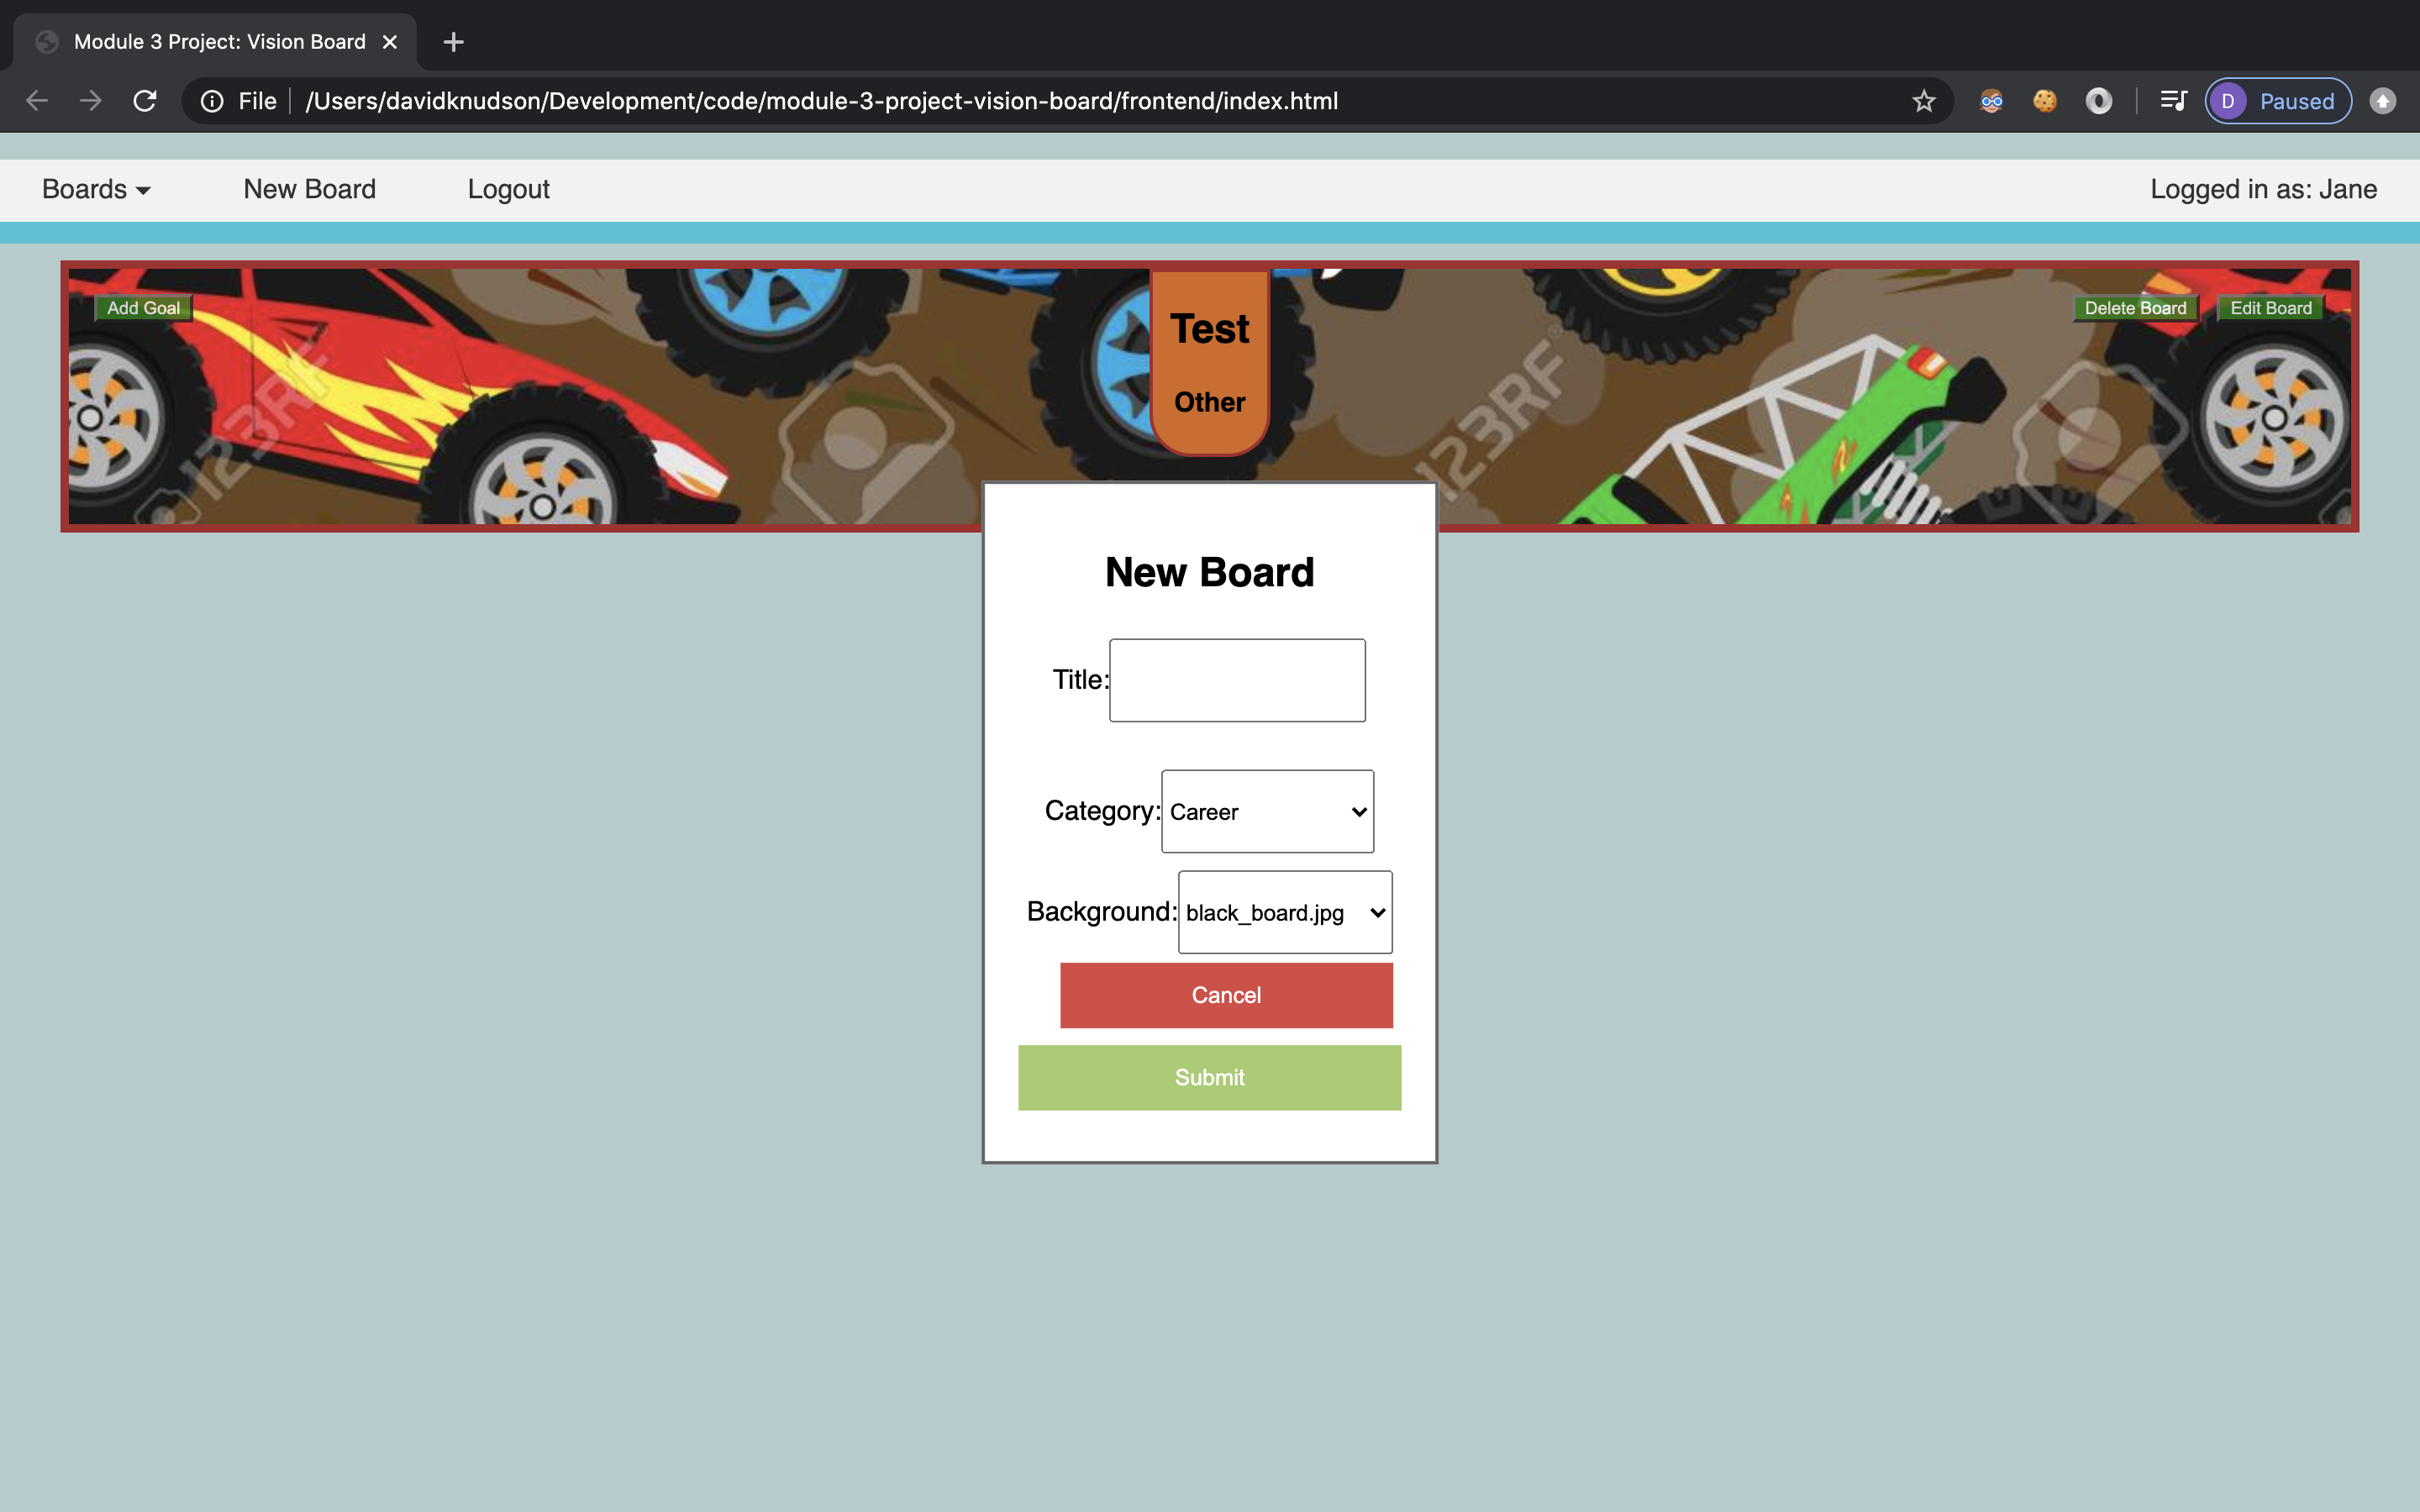 Module 3 Project: Vision Board
File /Users/davidknudson/Development/code/module-3-project-vision-board/frontend/index.html
D Paused
Boards New Board Logout Logged in as: Jane
Add Goal Delete Board Edit Board
Test
Other
123RF
123RF
New Board
Title:
Category: Career
Background: black_board.jpg
Cancel
Submit